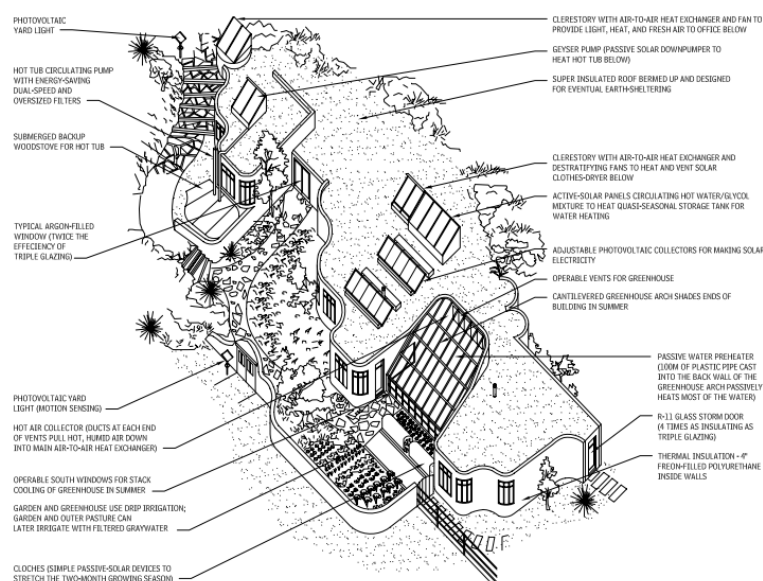 PHOTOVOLTAIC
YARD LIGHT
HOT TUB CIRCULATING PUMP
WITH ENERGY-SAVING
DUAL-SPEED AND
OVERSIZED FILTERS
SUBMERGED BACKUP
WOODSTOVE FOR HOT TUB
TYPICAL ARGON-FILLED
WINDOW (TWICE THE
EFFECIENCY OF
TRIPLE GLAZING)
PHOTOVOLTAIC YARD
LIGHT (MOTION SENSING)
HOT AIR COLLECTOR (DUCTS AT EACH END
OF VENTS PULL HOT, HUMID AIR DOWN
INTO MAIN AIR-TO-AIR HEAT EXCHANGER)
OPERABLE SOUTH WINDOWS FOR STACK
COOLING OF GREENHOUSE IN SUMMER
GARDEN AND GREENHOUSE USE DRIP IRRIGATION;
GARDEN AND OUTER PASTURE CAN
LATER IRRIGATE WITH FILTERED GRAYWATER
CLOCHES (SIMPLE PASSIVE-SOLAR DEVICES TO
STRETCH THE TWO-MONTH GROWING SEASON)
CLERESTORY WITH AIR-TO-AIR HEAT EXCHANGER AND FAN TO
PROVIDE LIGHT, HEAT, AND FRESH AIR TO OFFICE BELOW
GEYSER PUMP (PASSIVE SOLAR DOWNPUMPER TO
HEAT HOT TUB BELOW)
SUPER INSULATED ROOF BERMED UP AND DESIGNED
FOR EVENTUAL EARTH-SHELTERING
CLERESTORY WITH AIR-TO-AIR HEAT EXCHANGER AND
DESTRATIFYING FANS TO HEAT AND VENT SOLAR
CLOTHES-DRYER BELOW
ACTIVE-SOLAR PANELS CIRCULATING HOT WATER/GLYCOL
MIXTURE TO HEAT QUASI-SEASONAL STORAGE TANK FOR
WATER HEATING
ADJUSTABLE PHOTOVOLTAIC COLLECTORS FOR MAKING SOLAR
ELECTRICITY
OPERABLE VENTS FOR GREENHOUSE
CANTILEVERED GREENHOUSE ARCH SHADES ENDS OF
BUILDING IN SUMMER
PASSIVE WATER PREHEATER
(100M OF PLASTIC PIPE CAST
INTO THE BACK WALL OF THE
GREENHOUSE ARCH PASSIVELY
HEATS MOST OF THE WATER)
R-11 GLASS STORM DOOR
(4 TIMES AS INSULATING AS
TRIPLE GLAZING)
THERMAL INSULATION - 4"
FREON-FILLED POLYURETHANE
INSIDE WALLS